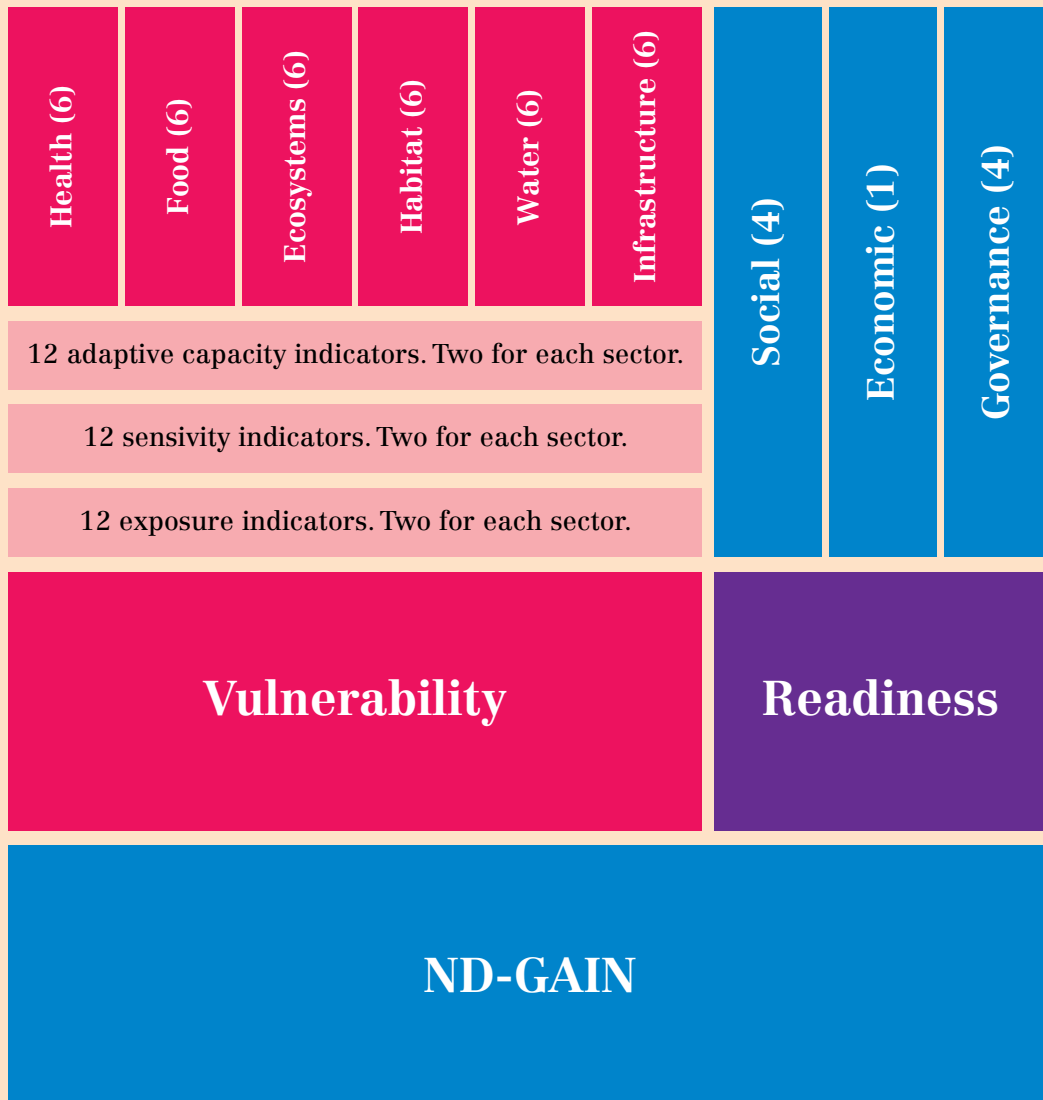 Health (6)
Food (6)
Ecosystems (6)
Habitat (6)
Water (6)
Infrastructure (6)
Social (4)
Economic (1)
Governance (4)
12 adaptive capacity indicators. Two for each sector.
12 sensivity indicators. Two for each sector.
12 exposure indicators. Two for each sector.
Vulnerability
Readiness
ND-GAIN